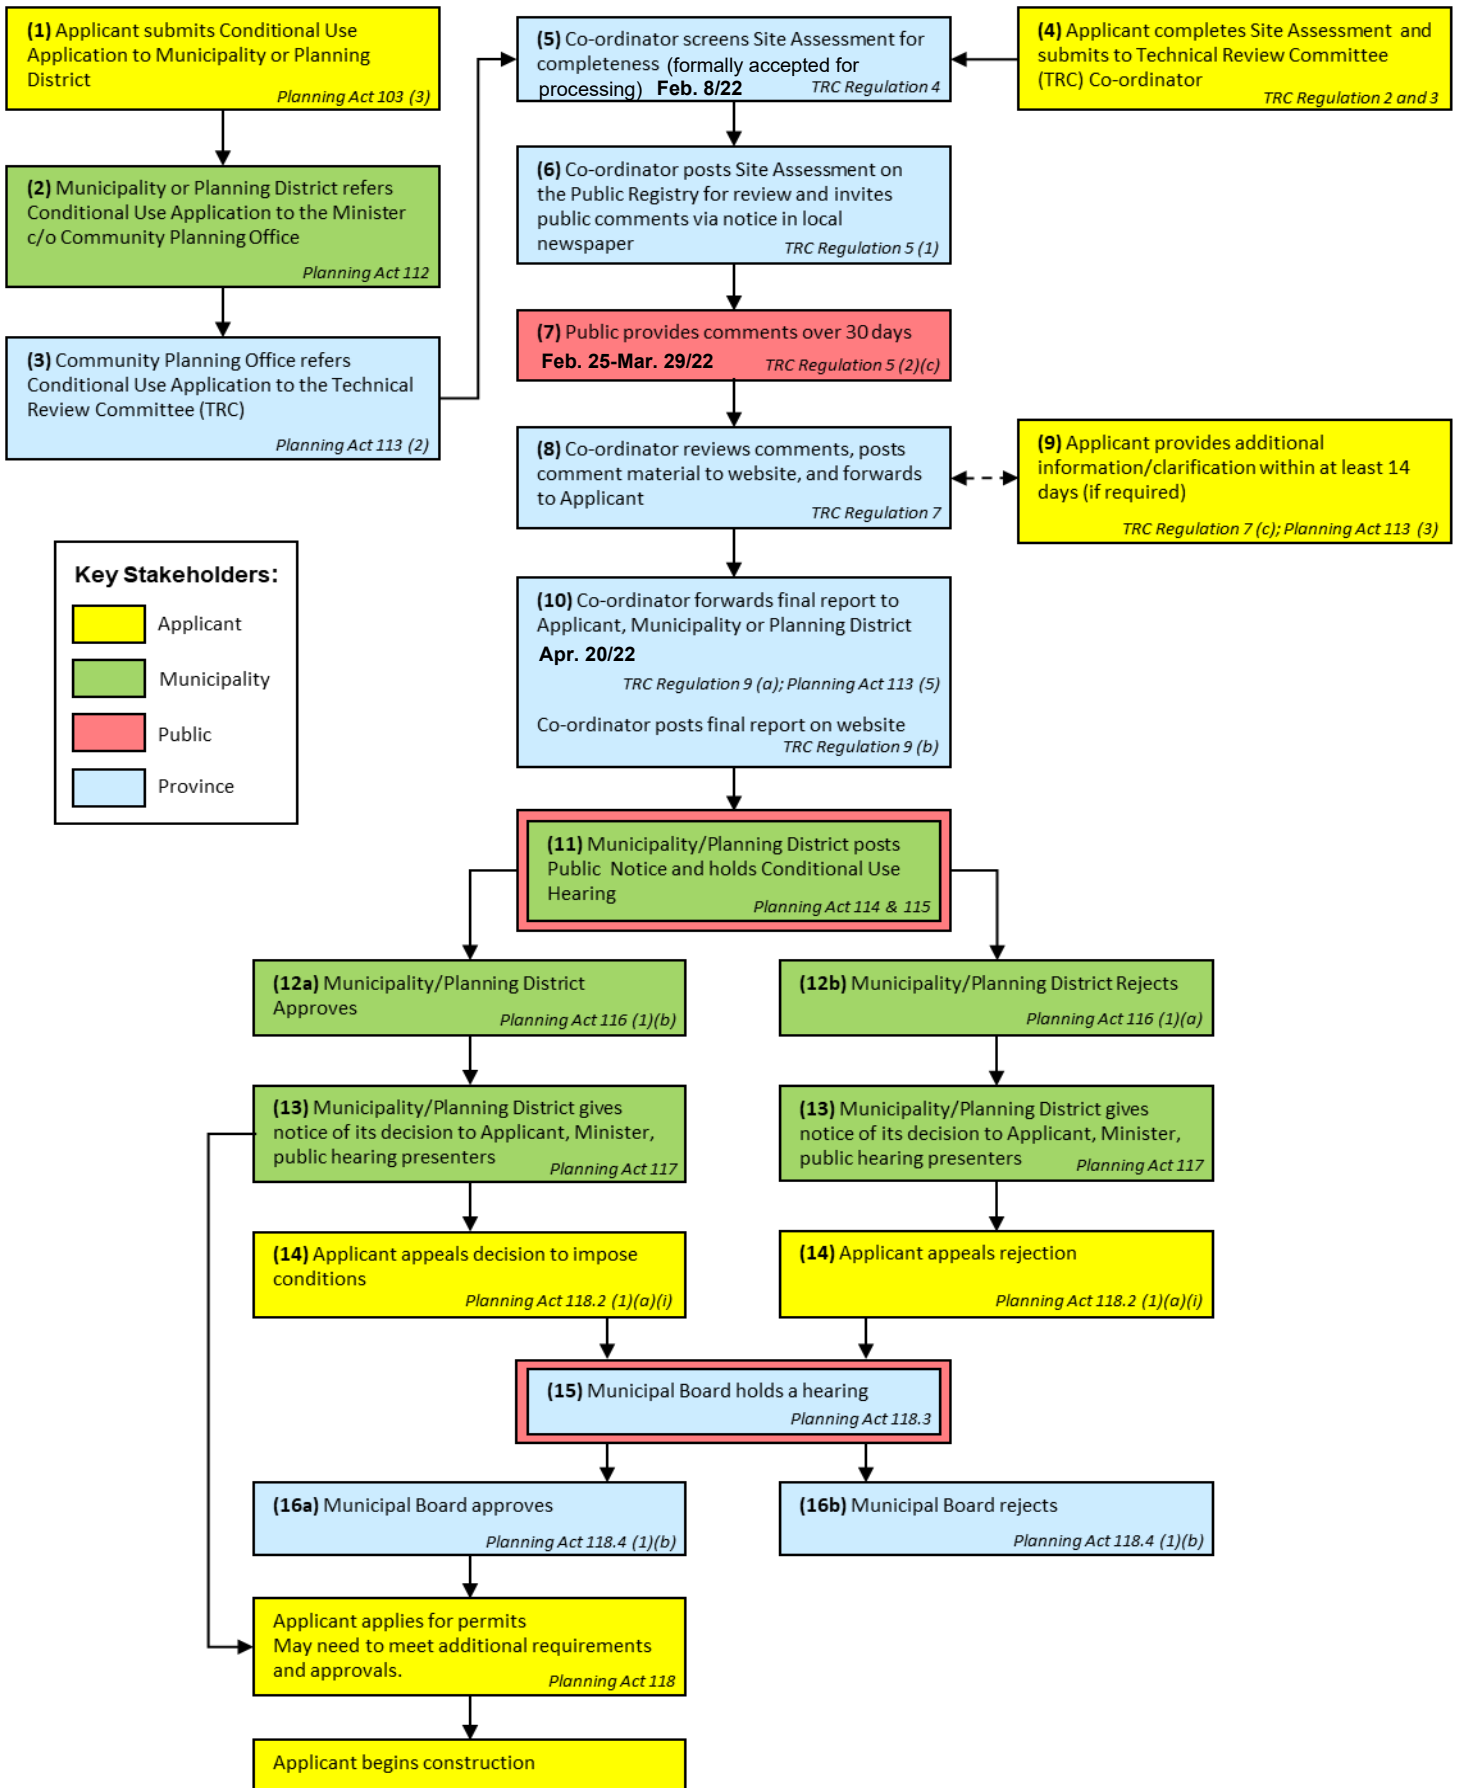 (1) Applicant submits Conditional Use
Application to Municipality or Planning
District
Planning Act 103 (3)
(2) Municipality or Planning District refers
Conditional Use Application to the Minister
c/o Community Planning Office
Planning Act 112
(3) Community Planning Office refers
Conditional Use Application to the Technical
Review Committee (TRC)
Planning Act 113 (2)
(4) Applicant completes Site Assessment and
submits to Technical Review Committee
(TRC) Co-ordinator
TRC Regulation 2 and 3
(5) Co-ordinator screens Site Assessment for
completeness (formally accepted for
processing) Feb. 8/22
TRC Regulation 4
(6) Co-ordinator posts Site Assessment on
the Public Registry for review and invites
public comments via notice in local
newspaper
TRC Regulation 5 (1)
(7) Public provides comments over 30 days
Feb. 25-Mar. 29/22
TRC Regulation 5 (2)(c)
(8) Co-ordinator reviews comments, posts
comment material to website, and forwards
to Applicant
TRC Regulation 7
(9) Applicant provides additional
information/clarification within at least 14
days (if required)
TRC Regulation 7 (c); Planning Act 113 (3)
Key Stakeholders:
Applicant
Municipality
Public
Province
(10) Co-ordinator forwards final report to
Applicant, Municipality or Planning District
Apr. 20/22
TRC Regulation 9 (a); Planning Act 113 (5)
Co-ordinator posts final report on website
TRC Regulation 9 (b)
(11) Municipality/Planning District posts
Public Notice and holds Conditional Use
Hearing
Planning Act 114 & 115
(12a) Municipality/Planning District
Approves
Planning Act 116 (1)(b)
(12b) Municipality/Planning District Rejects
Planning Act 116 (1)(a)
(13) Municipality/Planning District gives
notice of its decision to Applicant, Minister,
public hearing presenters
Planning Act 117
(13) Municipality/Planning District gives
notice of its decision to Applicant, Minister,
public hearing presenters
Planning Act 117
(14) Applicant appeals decision to impose
conditions
Planning Act 118.2 (1)(a)(i)
(14) Applicant appeals rejection
Planning Act 118.2 (1)(a)(i)
(15) Municipal Board holds a hearing
Planning Act 118.3
(16a) Municipal Board approves
Planning Act 118.4 (1)(b)
(16b) Municipal Board rejects
Planning Act 118.4 (1)(b)
Applicant applies for permits
May need to meet additional requirements
and approvals.
Planning Act 118
Applicant begins construction